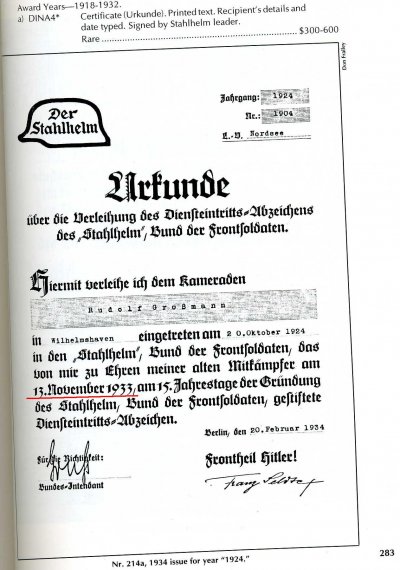 Award Years—1918-1932.
a) DINA4* Certificate (Urkunde). Printed text. Recipient's details and
date typed. Signed by Stahlhelm leader.
Rare ... $300-600
Don Frailey
Der
Stahlhelm
Jahrgang: 1924
Nr.: 1904
L.-V. Nordsee
Urkunde
über die Verleihung des Diensteintritts-Abzeichens
des „Stahlhelm", Bund der Frontsoldaten.
Hiermit verleihe ich dem Kameraden
Rudolf Großmann
in Wilhelmshaven eingetreten am 20.Oktober 1924
in den „Stahlhelm", Bund der Frontsoldaten, das
von mir zu Ehren meiner alten Mitkämpfer am
13. November 1933, am 15. Jahrestage der Gründung
des Stahlhelm, Bund der Frontsoldaten, gestiftete
Diensteintritts-Abzeichen.
Berlin, den 20. Februar 1934
Für die Richtigkeit:
Bundes-Intendant
Frontheil Hitler!
Franz Seldte
Nr. 214a, 1934 issue for year "1924."
283